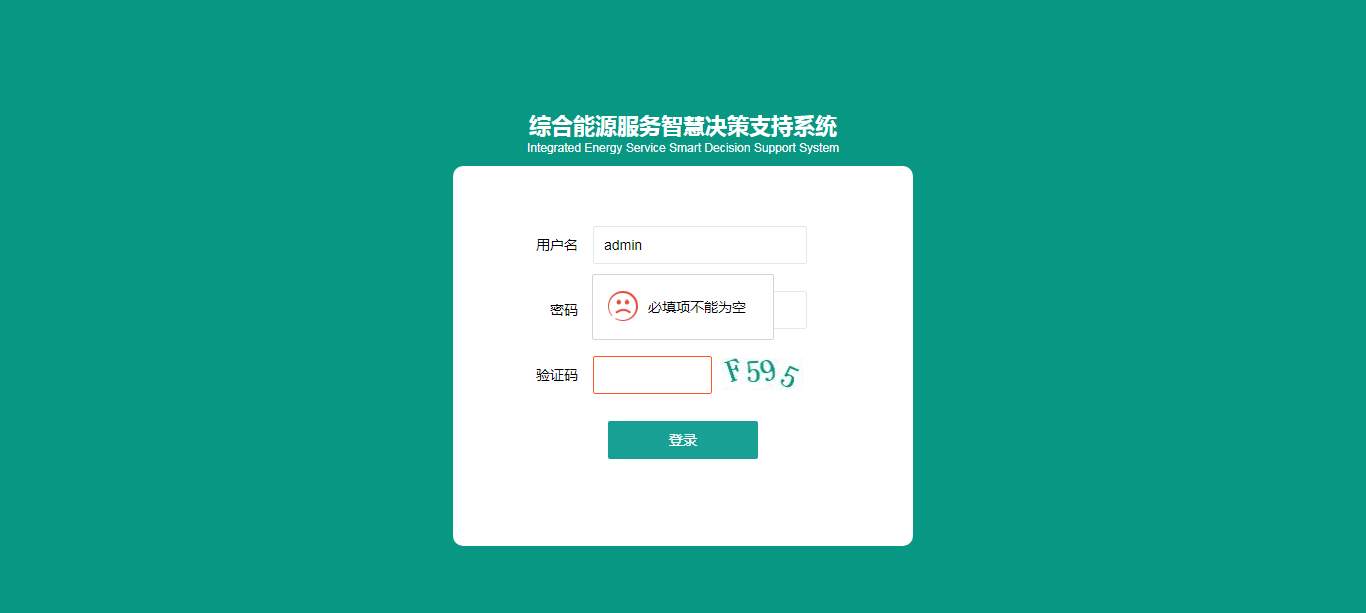 综合能源服务智慧决策支持系统
Integrated Energy Service Smart Decision Support System
用户名 admin
密码 必填项不能为空
验证码 F595
登录